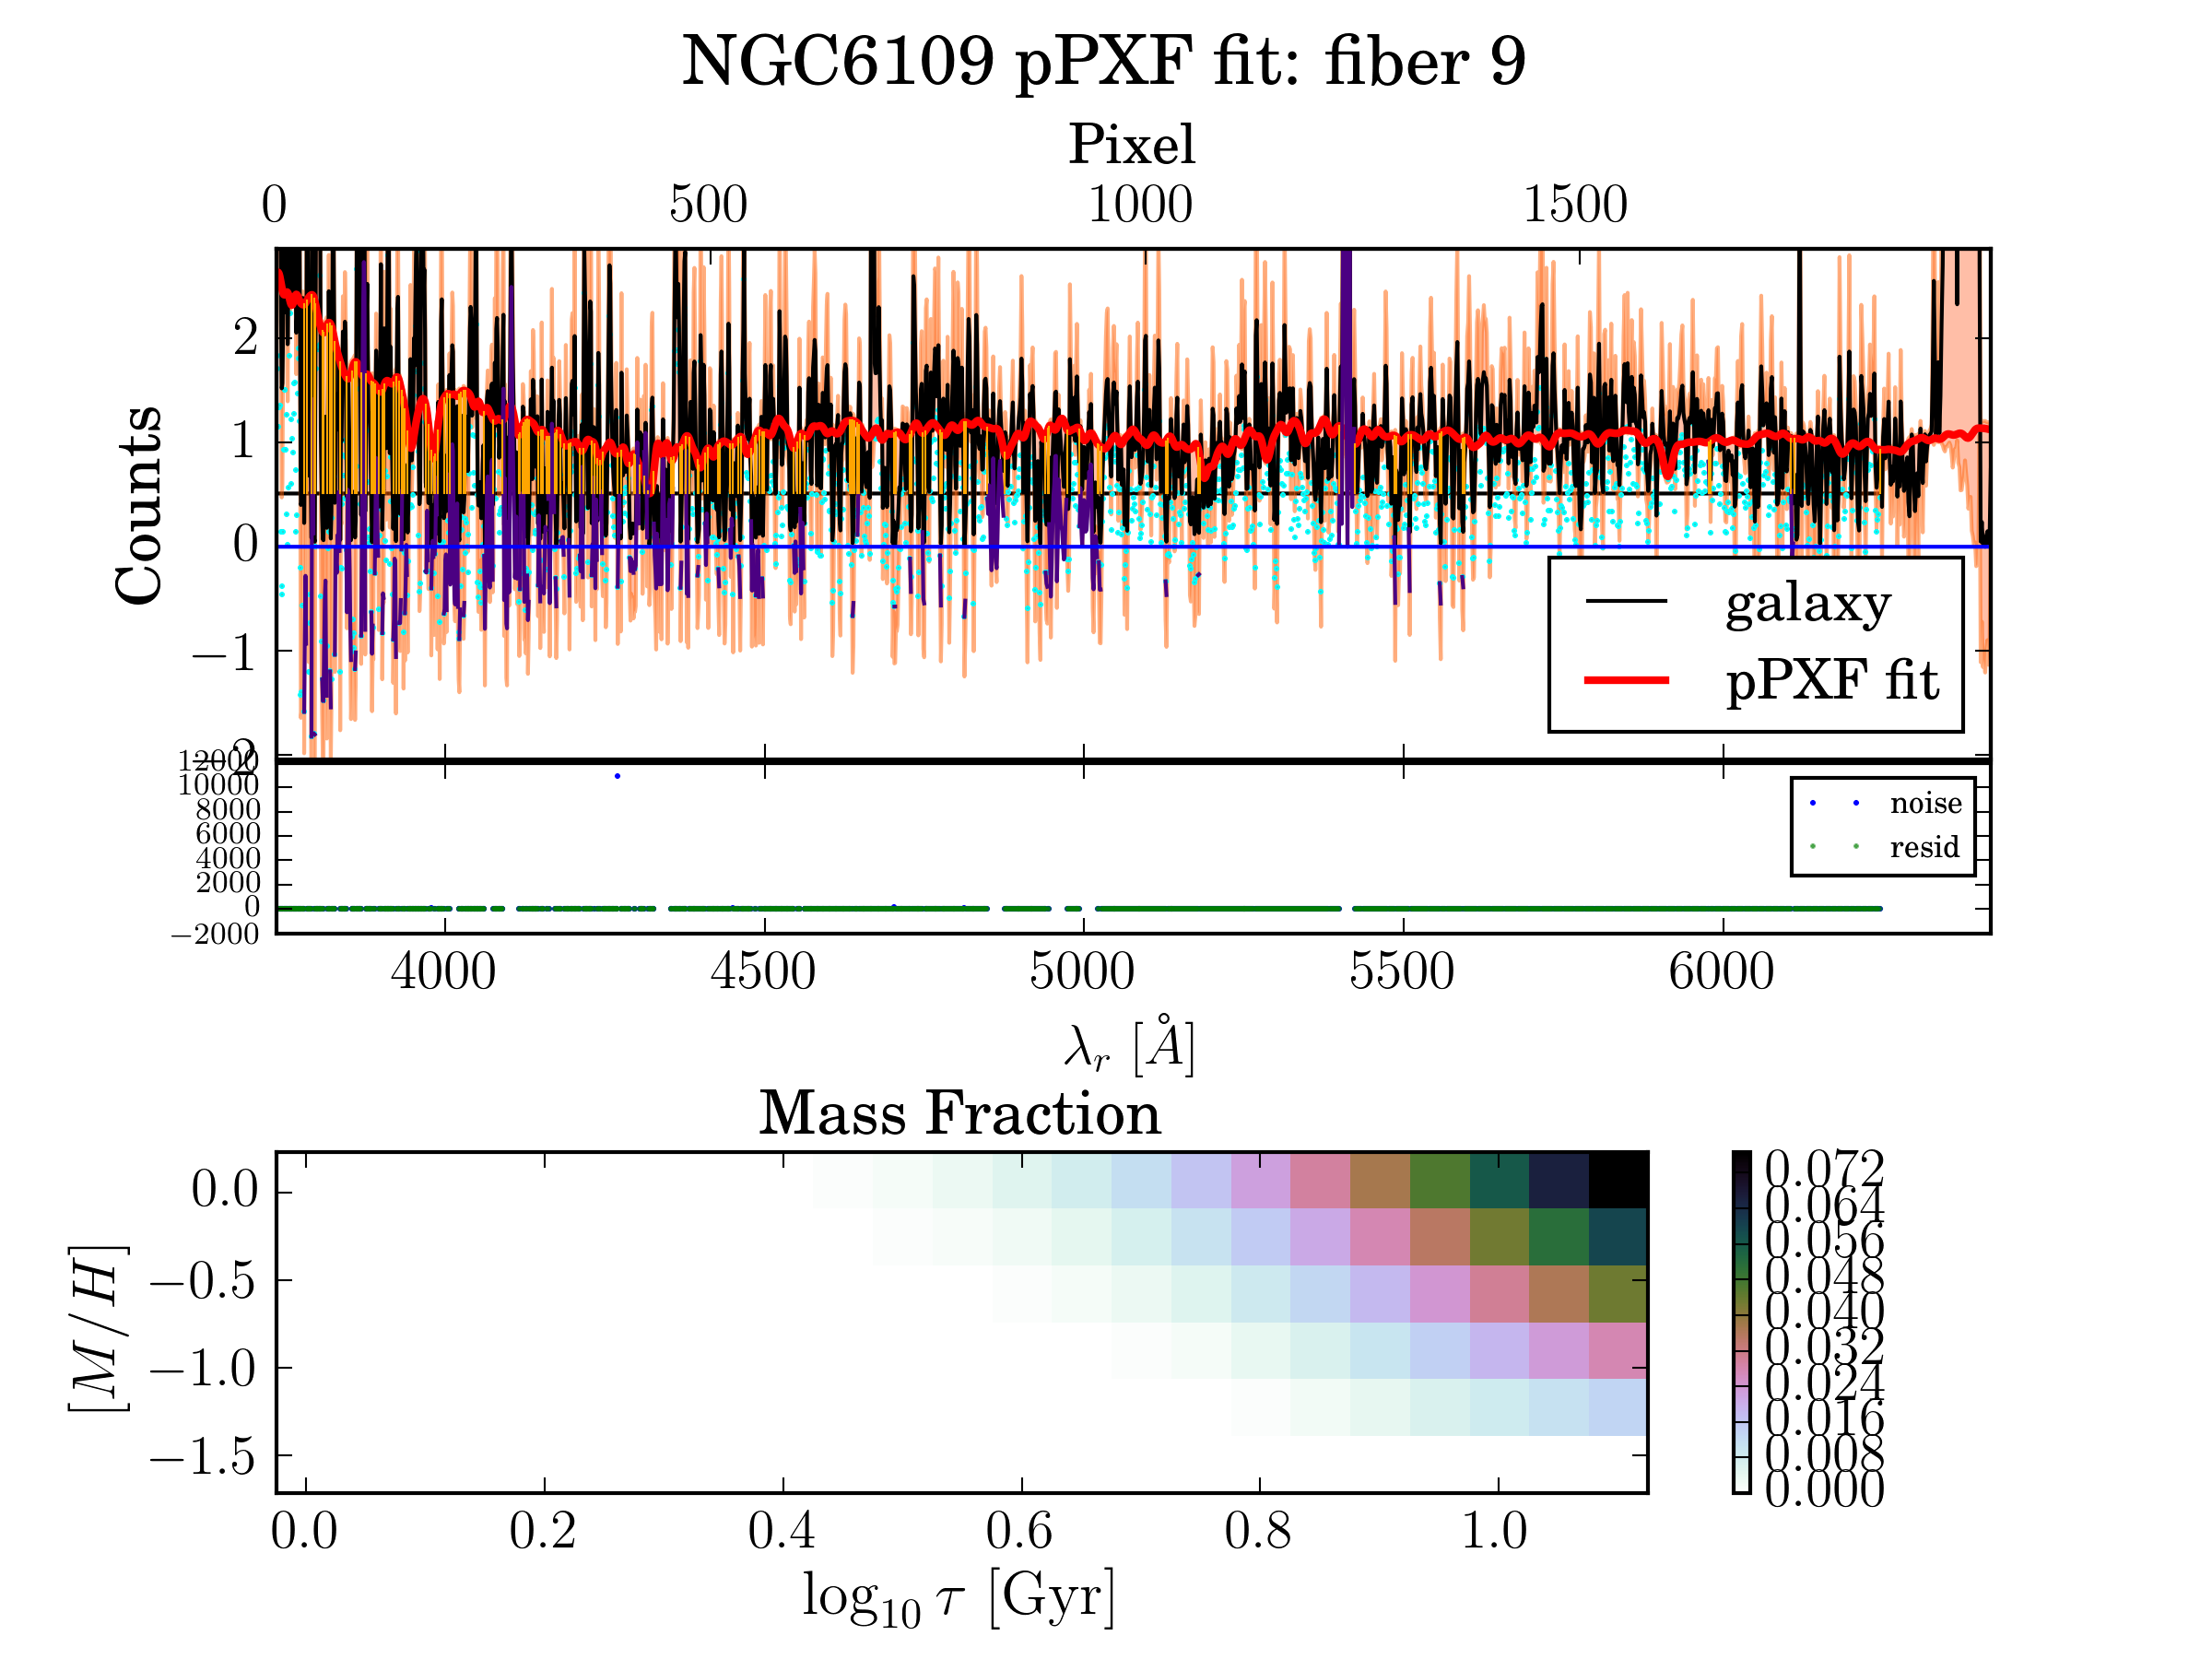 NGC6109 pPXF fit: fiber 9
Pixel
0 500 1000 1500
Counts
2
1
0
−1
−2
galaxy
pPXF fit
12000
10000
8000
6000
4000
2000
0
−2000
noise
resid
4000 4500 5000 5500 6000
λr [Å]
Mass Fraction
[M/H]
0.0
−0.5
−1.0
−1.5
0.0 0.2 0.4 0.6 0.8 1.0
log10 τ [Gyr]
0.072
0.064
0.056
0.048
0.040
0.032
0.024
0.016
0.008
0.000